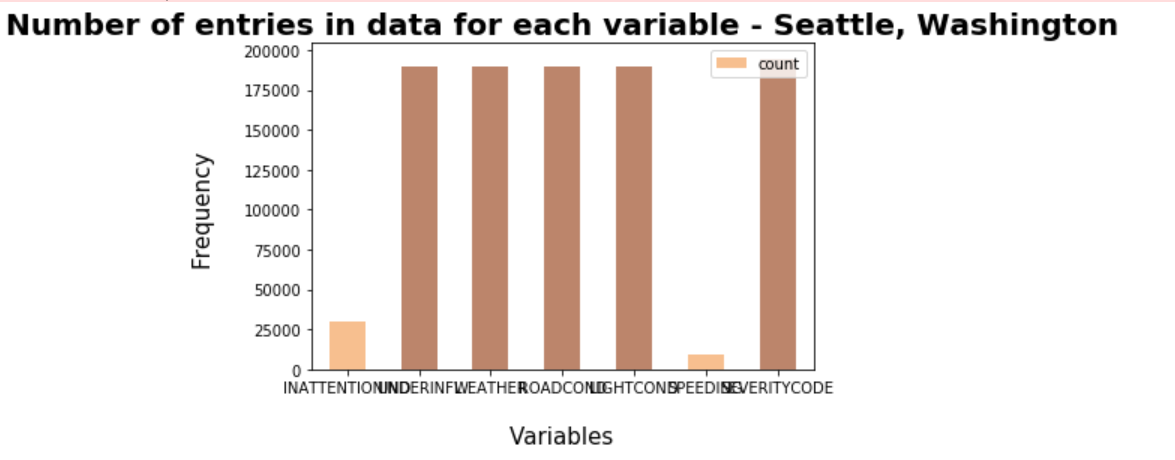 Number of entries in data for each variable - Seattle, Washington
200000
count
175000
150000
125000
Frequency
100000
75000
50000
25000
0
INATTENTIONIND UNDERINFL WEATHER ROADCOND LIGHTCOND SPEEDING SEVERITYCODE
Variables